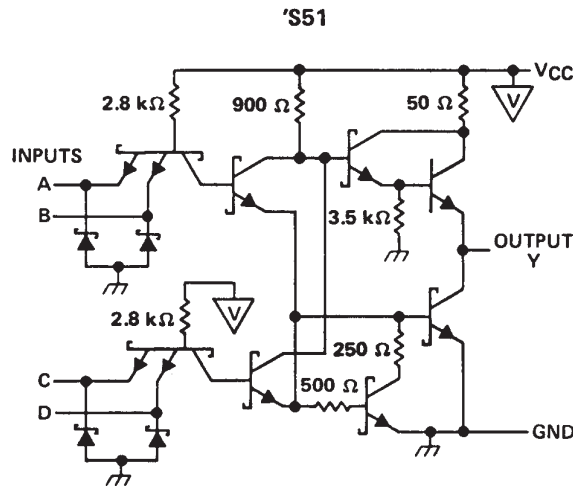 'S51
VCC
2.8 kΩ
900 Ω
50 Ω
V
INPUTS
A
B
3.5 kΩ
OUTPUT
Y
2.8 kΩ
V
250 Ω
500 Ω
C
D
GND